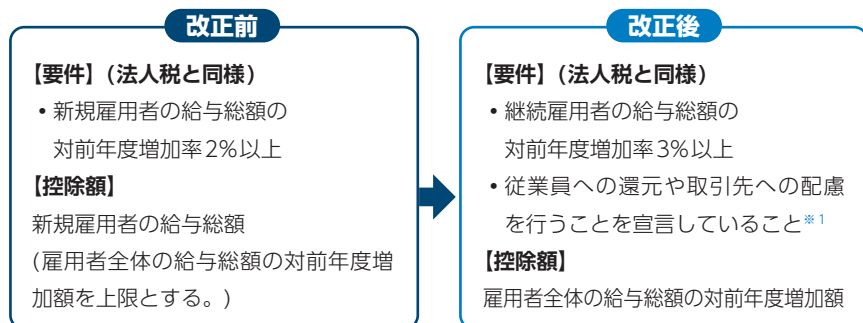 改正前
【要件】(法人税と同様)
・新規雇用者の給与総額の
対前年度増加率2%以上
【控除額】
新規雇用者の給与総額
(雇用者全体の給与総額の対前年度増
加額を上限とする。)
改正後
【要件】(法人税と同様)
・継続雇用者の給与総額の
対前年度増加率3%以上
・従業員への還元や取引先への配慮
を行うことを宣言していること※1
【控除額】
雇用者全体の給与総額の対前年度増加額